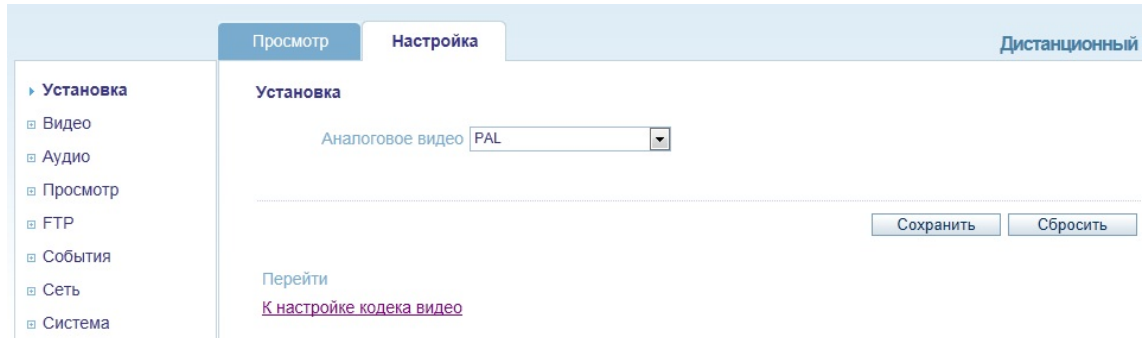 Просмотр
Настройка
Дистанционный
Установка
Видео
Аудио
Просмотр
FTP
События
Сеть
Система
Установка
Аналоговое видео PAL
Сохранить
Сбросить
Перейти
К настройке кодека видео